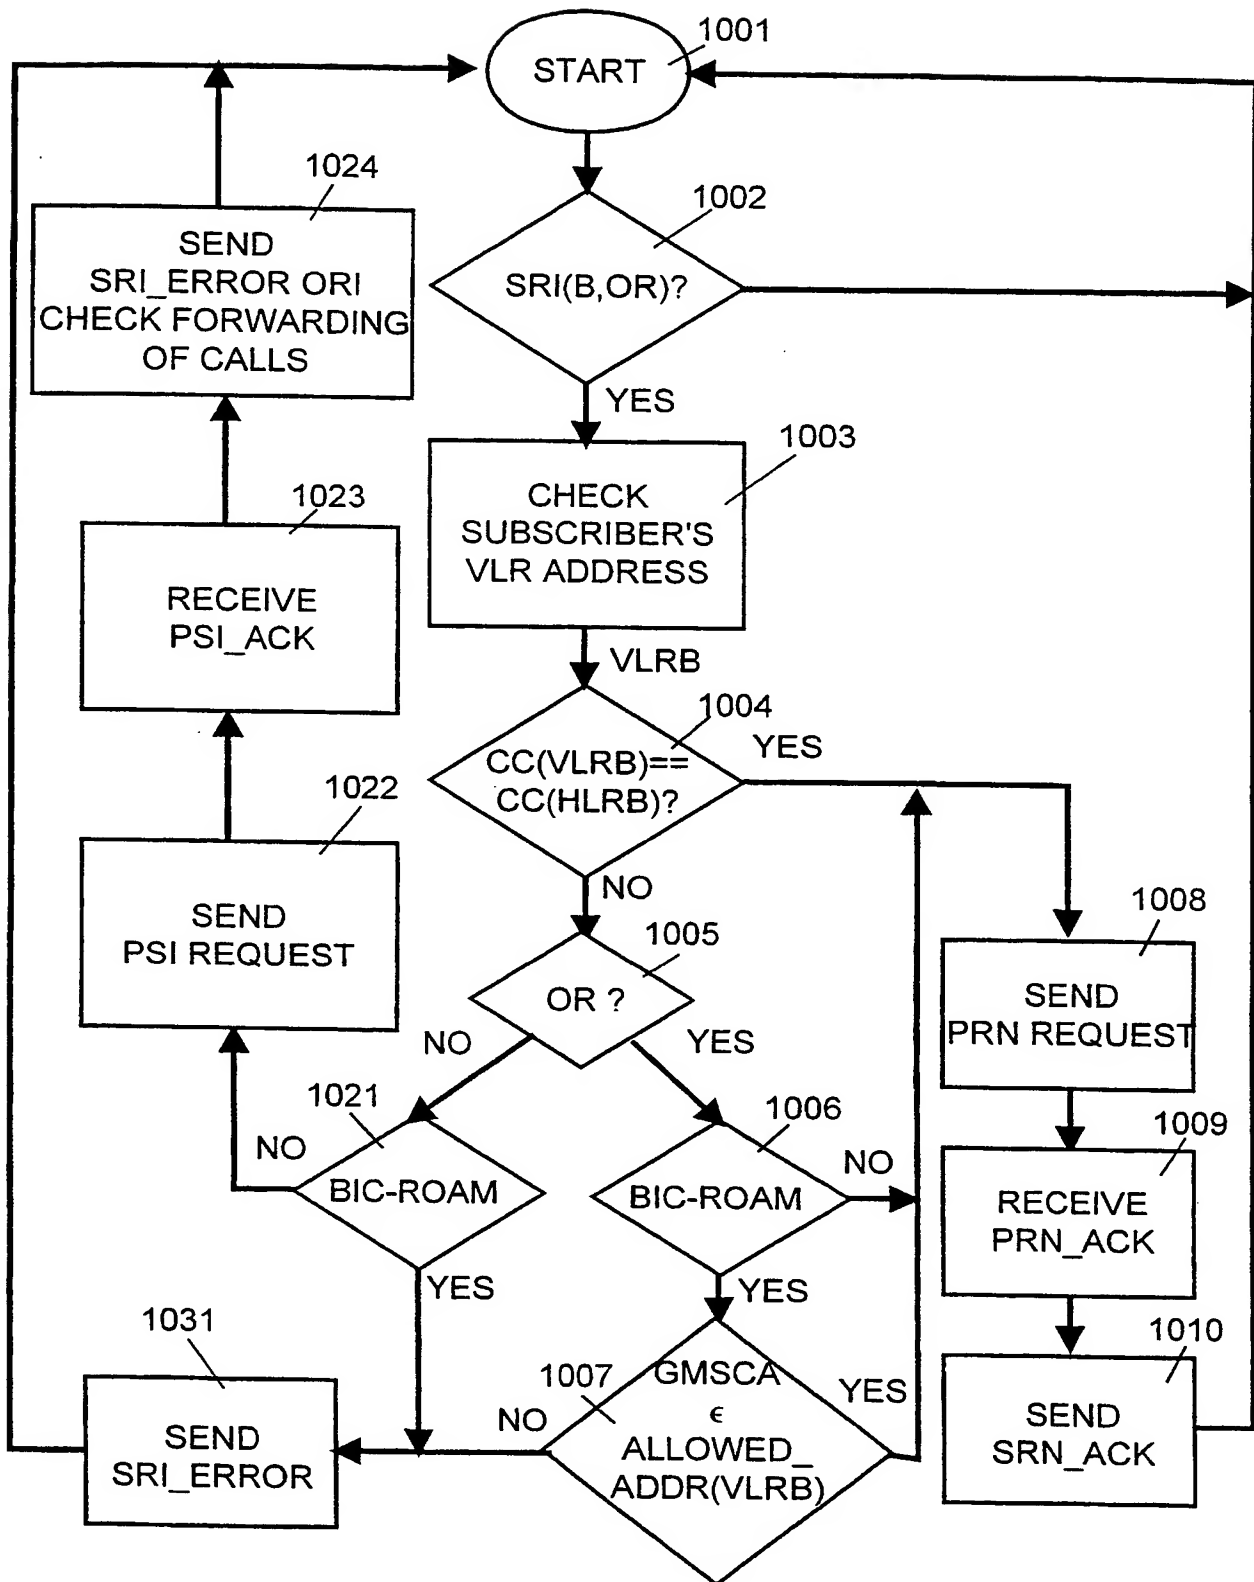 1001
START
1002
SRI(B,OR)?
YES
1003
CHECK
SUBSCRIBER'S
VLR ADDRESS
VLRB
1004
CC(VLRB)==
CC(HLRB)?
YES
NO
1005
OR ?
NO
YES
1021
BIC-ROAM
NO
YES
1006
BIC-ROAM
NO
YES
1007
GMSCA
ϵ
ALLOWED_
ADDR(VLRB)
NO
YES
1008
SEND
PRN REQUEST
1009
RECEIVE
PRN_ACK
1010
SEND
SRN_ACK
1022
SEND
PSI REQUEST
1023
RECEIVE
PSI_ACK
1024
SEND
SRI_ERROR ORI
CHECK FORWARDING
OF CALLS
1031
SEND
SRI_ERROR